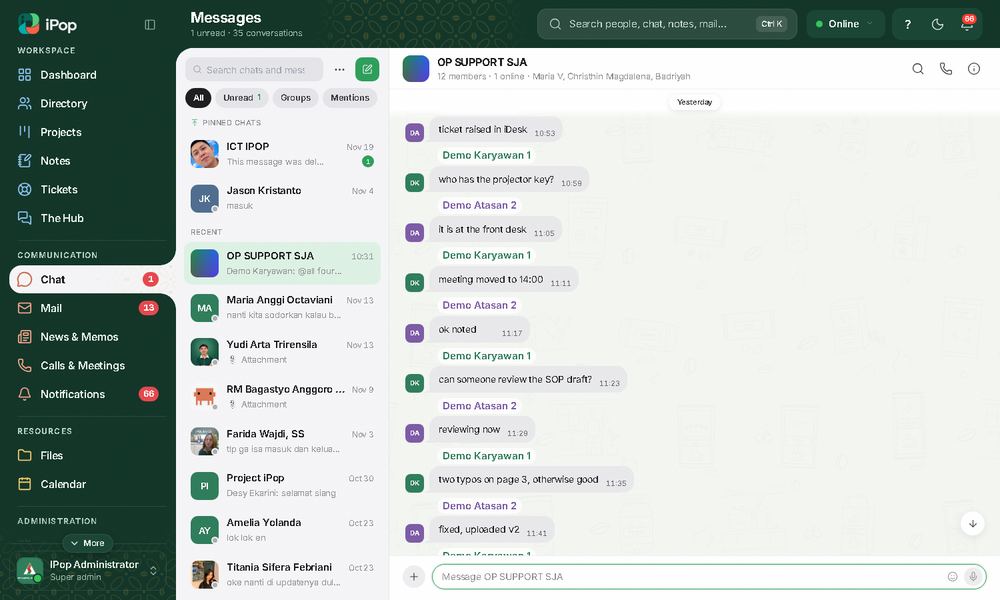 iPop
WORKSPACE
Dashboard
Directory
Projects
Notes
Tickets
The Hub
COMMUNICATION
Chat 1
Mail 13
News & Memos
Calls & Meetings
Notifications 66
RESOURCES
Files
Calendar
ADMINISTRATION
More
IPop Administrator
Super admin
Messages
1 unread · 35 conversations
Search people, chat, notes, mail...
Ctrl K
Online
?
66
Search chats and mess
All
Unread 1
Groups
Mentions
PINNED CHATS
ICT IPOP Nov 19
This message was del... 1
JK
Jason Kristanto Nov 4
masuk
RECENT
OP SUPPORT SJA 10:31
Demo Karyawan: @all four...
MA
Maria Anggi Octaviani Nov 13
nanti kita sodorkan kalau b...
Yudi Arta Trirensila Nov 13
Attachment
RM Bagastyo Anggoro ... Nov 9
Attachment
Farida Wajdi, SS Nov 3
tip ga isa masuk dan kelua...
PI
Project iPop Oct 30
Desy Ekarini: selamat siang
AY
Amelia Yolanda Oct 23
lok lok en
Titania Sifera Febriani Oct 23
oke nanti di updatenya dul...
OP SUPPORT SJA
12 members · 1 online · Maria V, Christhin Magdalena, Badriyah
Yesterday
DA
ticket raised in iDesk 10:53
Demo Karyawan 1
DK
who has the projector key? 10:59
Demo Atasan 2
DA
it is at the front desk 11:05
Demo Karyawan 1
DK
meeting moved to 14:00 11:11
Demo Atasan 2
DA
ok noted 11:17
Demo Karyawan 1
DK
can someone review the SOP draft? 11:23
Demo Atasan 2
DA
reviewing now 11:29
Demo Karyawan 1
DK
two typos on page 3, otherwise good 11:35
Demo Atasan 2
DA
fixed, uploaded v2 11:41
Demo Karyawan 1
Message OP SUPPORT SJA